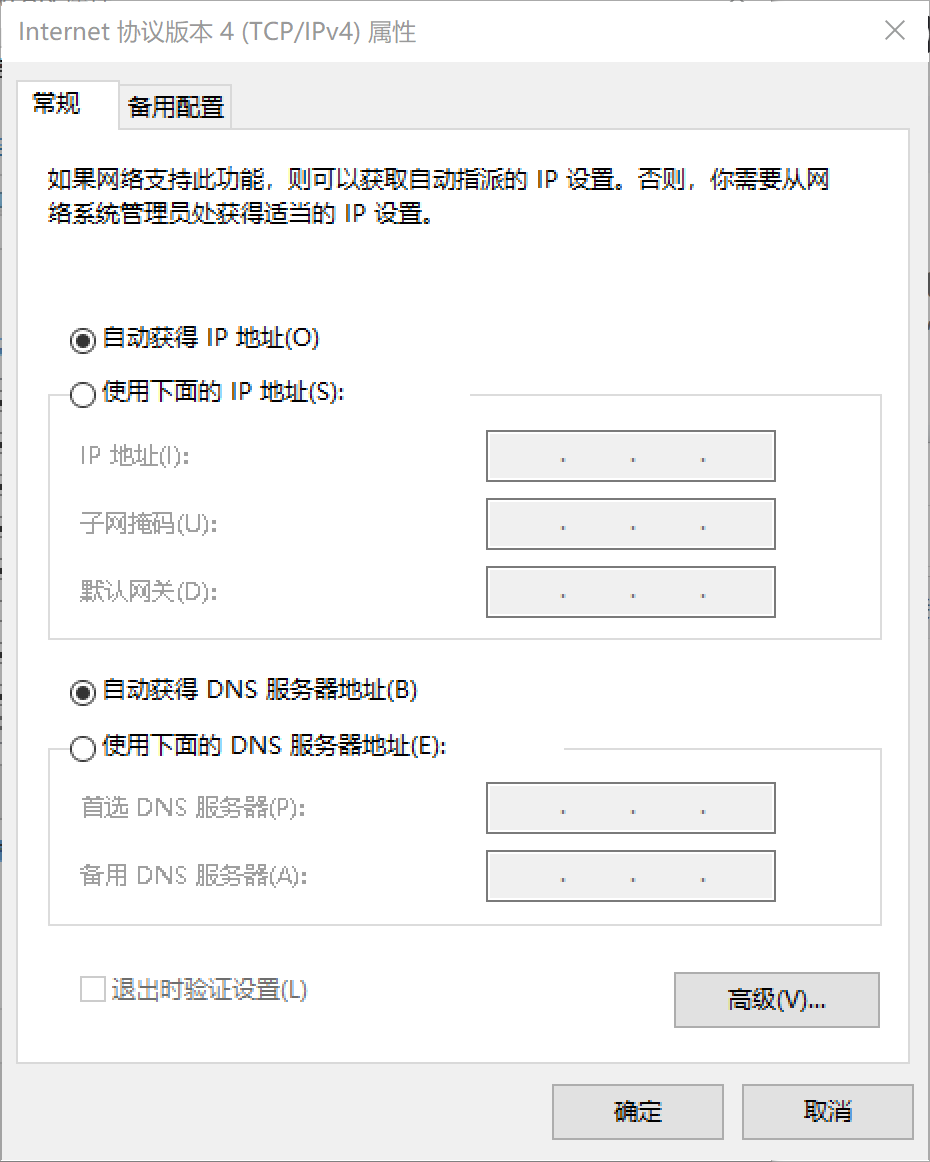 Internet 协议版本 4 (TCP/IPv4) 属性
常规
备用配置
如果网络支持此功能，则可以获取自动指派的 IP 设置。否则，你需要从网
络系统管理员处获得适当的 IP 设置。
自动获得 IP 地址(O)
使用下面的 IP 地址(S):
IP 地址(I):
子网掩码(U):
默认网关(D):
自动获得 DNS 服务器地址(B)
使用下面的 DNS 服务器地址(E):
首选 DNS 服务器(P):
备用 DNS 服务器(A):
退出时验证设置(L)
高级(V)...
确定
取消